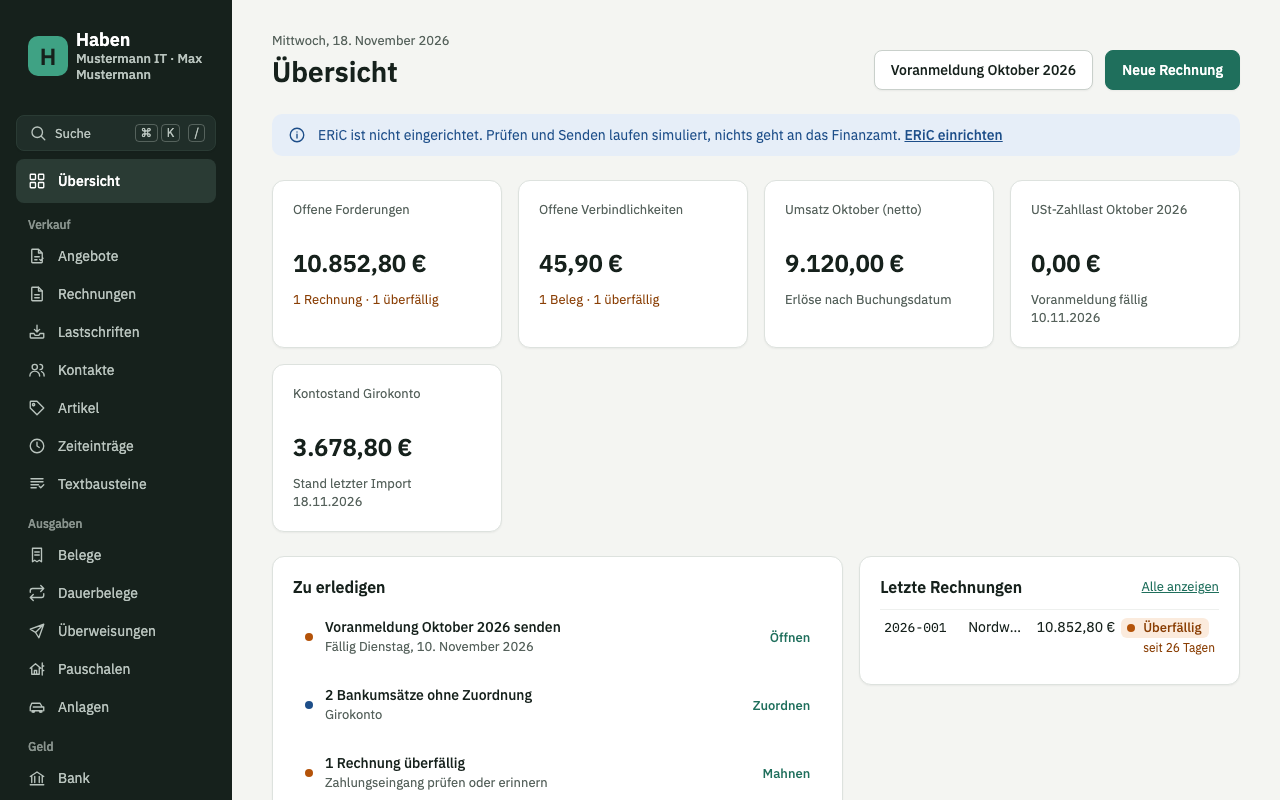 H
Haben
Mustermann IT · Max
Mustermann
Suche ⌘ K /
Übersicht
Verkauf
Angebote
Rechnungen
Lastschriften
Kontakte
Artikel
Zeiteinträge
Textbausteine
Ausgaben
Belege
Dauerbelege
Überweisungen
Pauschalen
Anlagen
Geld
Bank
Mittwoch, 18. November 2026
Übersicht
Voranmeldung Oktober 2026
Neue Rechnung
ERiC ist nicht eingerichtet. Prüfen und Senden laufen simuliert, nichts geht an das Finanzamt. ERiC einrichten
Offene Forderungen
10.852,80 €
1 Rechnung · 1 überfällig
Offene Verbindlichkeiten
45,90 €
1 Beleg · 1 überfällig
Umsatz Oktober (netto)
9.120,00 €
Erlöse nach Buchungsdatum
USt-Zahllast Oktober 2026
0,00 €
Voranmeldung fällig
10.11.2026
Kontostand Girokonto
3.678,80 €
Stand letzter Import
18.11.2026
Zu erledigen
Voranmeldung Oktober 2026 senden
Fällig Dienstag, 10. November 2026
Öffnen
2 Bankumsätze ohne Zuordnung
Girokonto
Zuordnen
1 Rechnung überfällig
Zahlungseingang prüfen oder erinnern
Mahnen
Letzte Rechnungen
Alle anzeigen
2026-001 Nordw… 10.852,80 € Überfällig
seit 26 Tagen